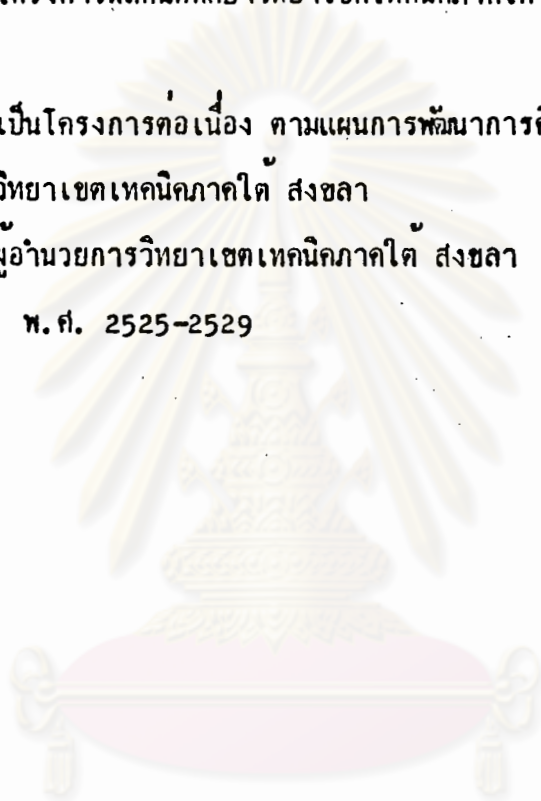 เป็นโครงการต่อเนื่อง ตามแผนการพัฒนาการ
วิทยาเขตเทคนิคภาคใต้ สงขลา
ผู้อำนวยการวิทยาเขตเทคนิคภาคใต้ สงขลา
พ.ศ. 2525-2529